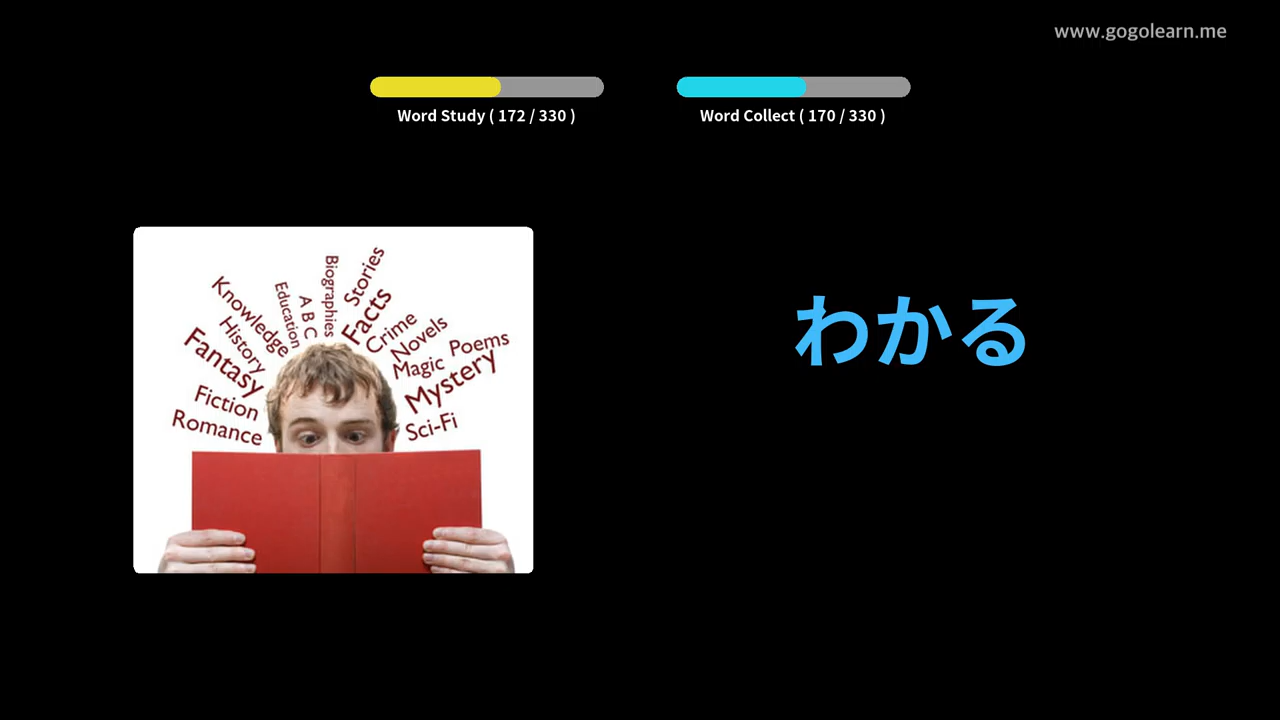 www.gogolearn.me
Word Study ( 172 / 330 )
Word Collect ( 170 / 330 )
Biographies
Stories
Education
A B C
Facts
Knowledge
Crime
History
Novels
Poems
Fantasy
Magic
Mystery
Fiction
Romance
Sci-Fi
わかる